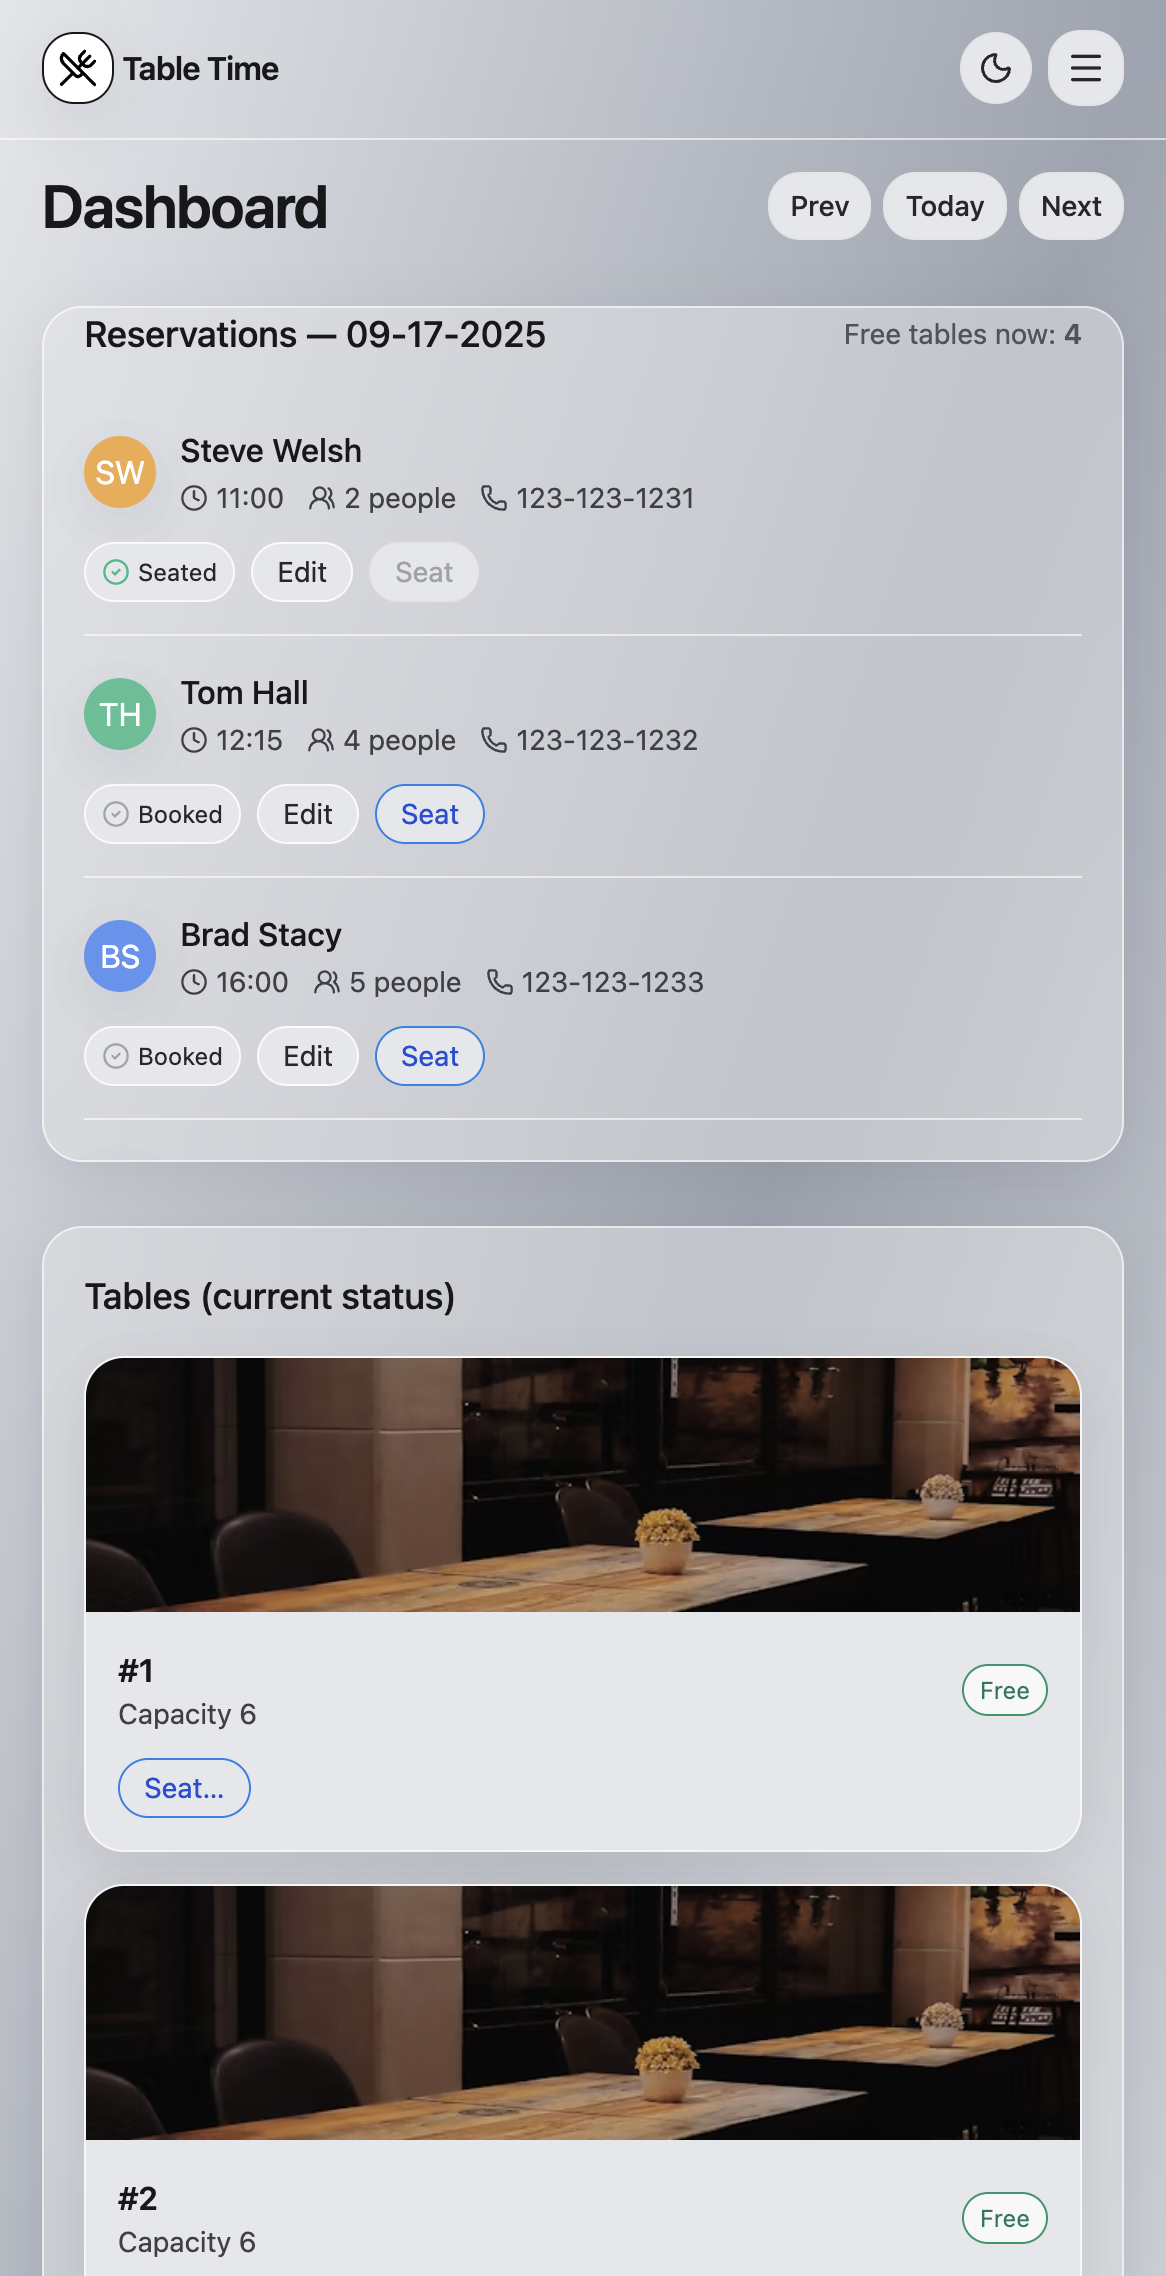 Table Time
Dashboard
Prev
Today
Next
Reservations — 09-17-2025
Free tables now: 4
SW
Steve Welsh
11:00 2 people 123-123-1231
Seated
Edit
Seat
TH
Tom Hall
12:15 4 people 123-123-1232
Booked
Edit
Seat
BS
Brad Stacy
16:00 5 people 123-123-1233
Booked
Edit
Seat
Tables (current status)
#1
Capacity 6
Free
Seat...
#2
Capacity 6
Free